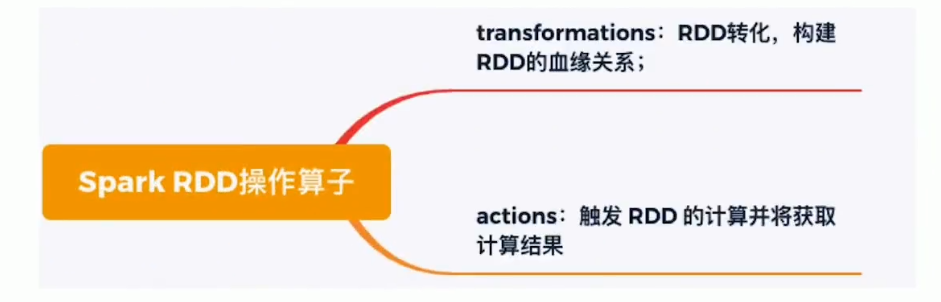 transformations：RDD转化，构建
RDD的血缘关系；
Spark RDD操作算子
actions：触发 RDD 的计算并将获取
计算结果